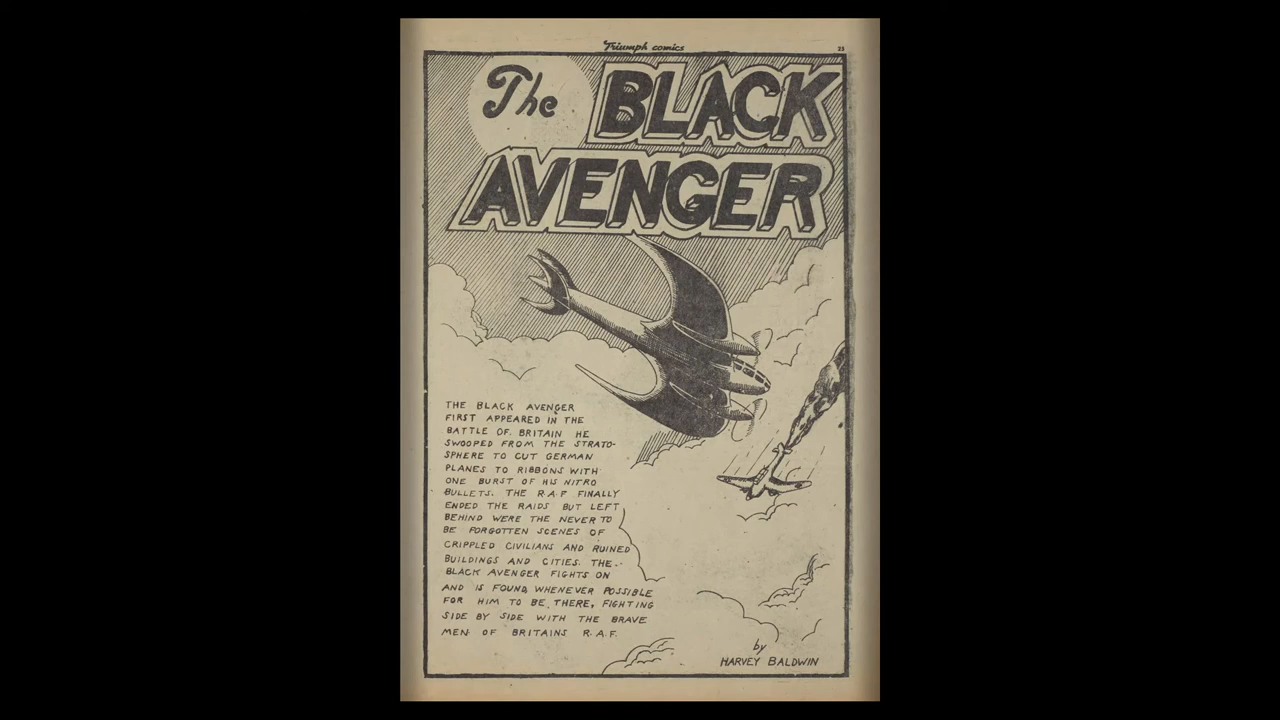 Triumph comics 23
The BLACK
AVENGER
THE BLACK AVENGER
FIRST APPEARED IN THE
BATTLE OF BRITAIN HE
SWOOPED FROM THE STRATO-
SPHERE TO CUT GERMAN
PLANES TO RIBBONS WITH
ONE BURST OF HIS NITRO
BULLETS. THE R.A.F FINALLY
ENDED THE RAIDS BUT LEFT
BEHIND WERE THE NEVER TO
BE FORGOTTEN SCENES OF
CRIPPLED CIVILIANS AND RUINED
BUILDINGS AND CITIES. THE
BLACK AVENGER FIGHTS ON
AND IS FOUND, WHENEVER POSSIBLE
FOR HIM TO BE THERE, FIGHTING
SIDE BY SIDE WITH THE BRAVE
MEN OF BRITAINS R.A.F.
by
HARVEY BALDWIN